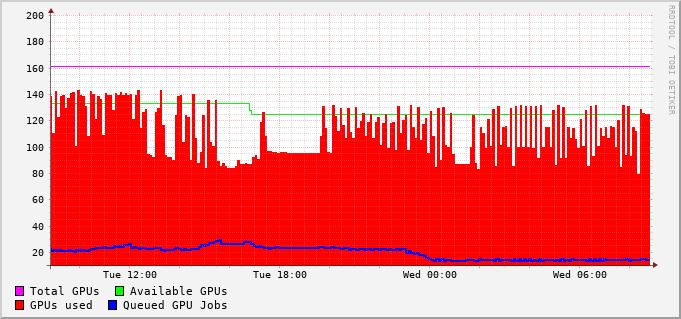 200
180
160
140
120
100
80
60
40
20
Tue 12:00 Tue 18:00 Wed 00:00 Wed 06:00
Total GPUs Available GPUs
GPUs used Queued GPU Jobs
RRDTOOL / TOBI OETIKER